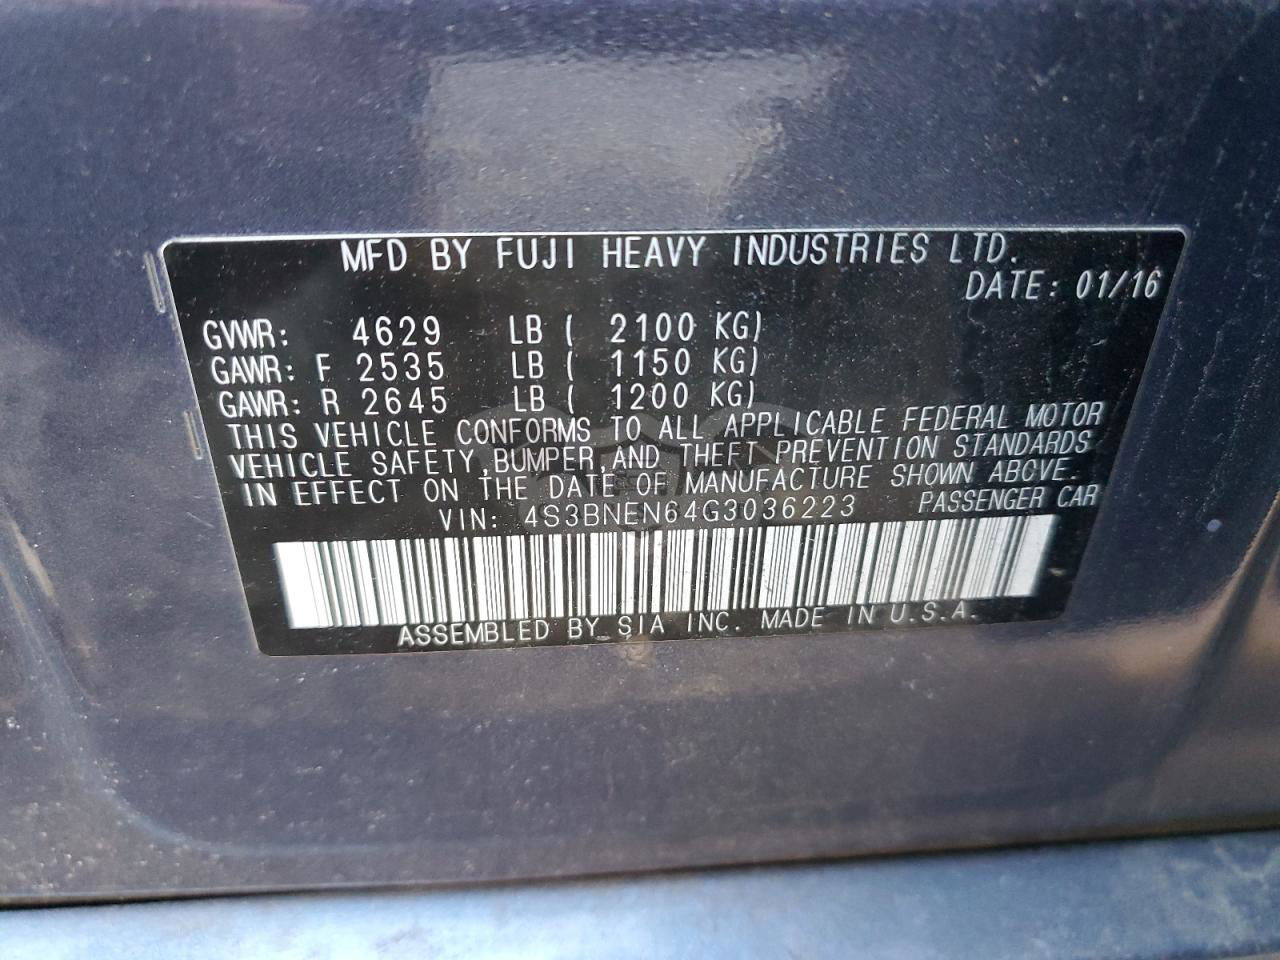 MFD BY FUJI HEAVY INDUSTRIES LTD.
DATE: 01/16
GVWR: 4629 LB ( 2100 KG)
GAWR: F 2535 LB ( 1150 KG)
GAWR: R 2645 LB ( 1200 KG)
THIS VEHICLE CONFORMS TO ALL APPLICABLE FEDERAL MOTOR
VEHICLE SAFETY,BUMPER,AND THEFT PREVENTION STANDARDS
IN EFFECT ON THE DATE OF MANUFACTURE SHOWN ABOVE.
VIN: 4S3BNEN64G3036223 PASSENGER CAR
ASSEMBLED BY SIA INC. MADE IN U.S.A.